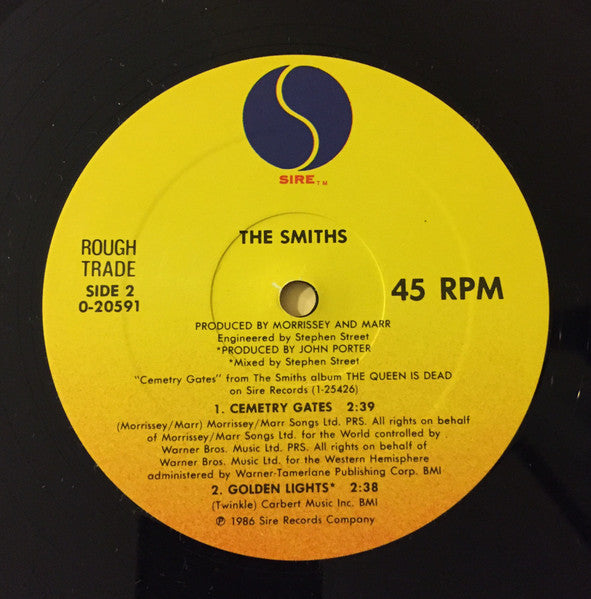 SIRE™
THE SMITHS
ROUGH
TRADE
SIDE 2
0-20591
45 RPM
PRODUCED BY MORRISSEY AND MARR
Engineered by Stephen Street
*PRODUCED BY JOHN PORTER
*Mixed by Stephen Street
"Cemetry Gates" from The Smiths album THE QUEEN IS DEAD
on Sire Records (1-25426)
1. CEMETRY GATES 2:39
(Morrissey/Marr) Morrissey/Marr Songs Ltd. PRS. All rights on behalf
of Morrissey/Marr Songs Ltd. for the World controlled by
Warner Bros. Music Ltd. PRS. All rights on behalf of
Warner Bros. Music Ltd. for the Western Hemisphere
administered by Warner-Tamerlane Publishing Corp. BMI
2. GOLDEN LIGHTS* 2:38
(Twinkle) Carbert Music Inc. BMI
℗ 1986 Sire Records Company